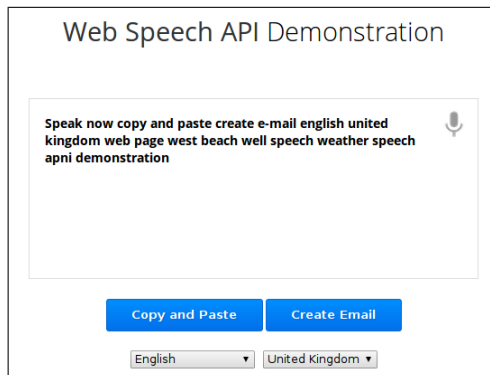 Web Speech API Demonstration
Speak now copy and paste create e-mail english united
kingdom web page west beach well speech weather speech
apni demonstration
Copy and Paste Create Email
English United Kingdom